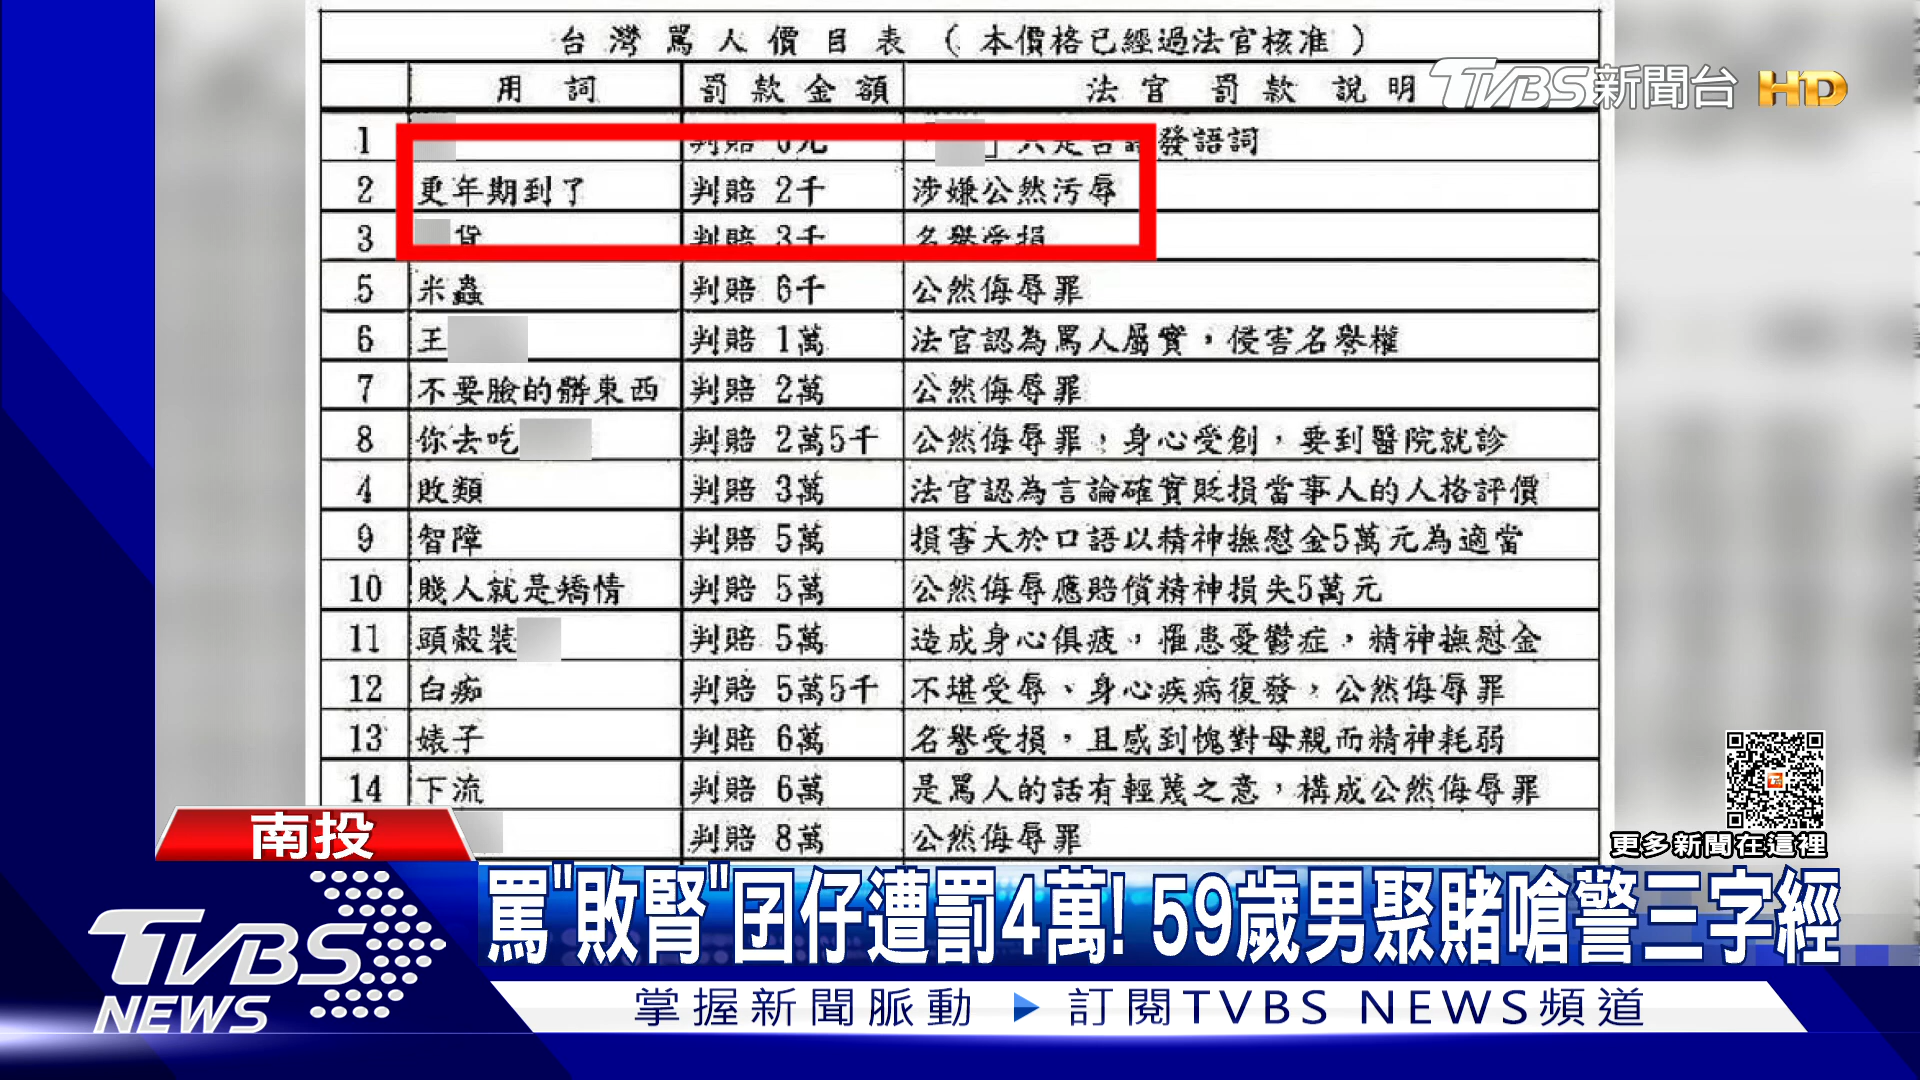 台灣罵人價目表（本價格已經過法官核准）
用詞 罰款金額 法官罰款說明
TVBS新聞台 HD
1 判賠 0元 只是 發語詞
2 更年期到了 判賠 2千 涉嫌公然污辱
3 貨 判賠 3千 名譽受損
5 米蟲 判賠 6千 公然侮辱罪
6 王 判賠 1萬 法官認為罵人屬實，侵害名譽權
7 不要臉的髒東西 判賠 2萬 公然侮辱罪
8 你去吃 判賠 2萬5千 公然侮辱罪，身心受創，要到醫院就診
4 敗類 判賠 3萬 法官認為言論確實貶損當事人的人格評價
9 智障 判賠 5萬 損害大於口語以精神撫慰金5萬元為適當
10 賤人就是矯情 判賠 5萬 公然侮辱應賠償精神損失5萬元
11 頭殼裝 判賠 5萬 造成身心俱疲，罹患憂鬱症，精神撫慰金
12 白痴 判賠 5萬5千 不堪受辱、身心疾病復發，公然侮辱罪
13 婊子 判賠 6萬 名譽受損，且感到愧對母親而精神耗弱
14 下流 判賠 6萬 是罵人的話有輕蔑之意，構成公然侮辱罪
判賠 8萬 公然侮辱罪
更多新聞在這裡
南投
罵"敗腎"囝仔遭罰4萬! 59歲男聚賭嗆警三字經
TVBS NEWS
掌握新聞脈動 ▶ 訂閱TVBS NEWS頻道